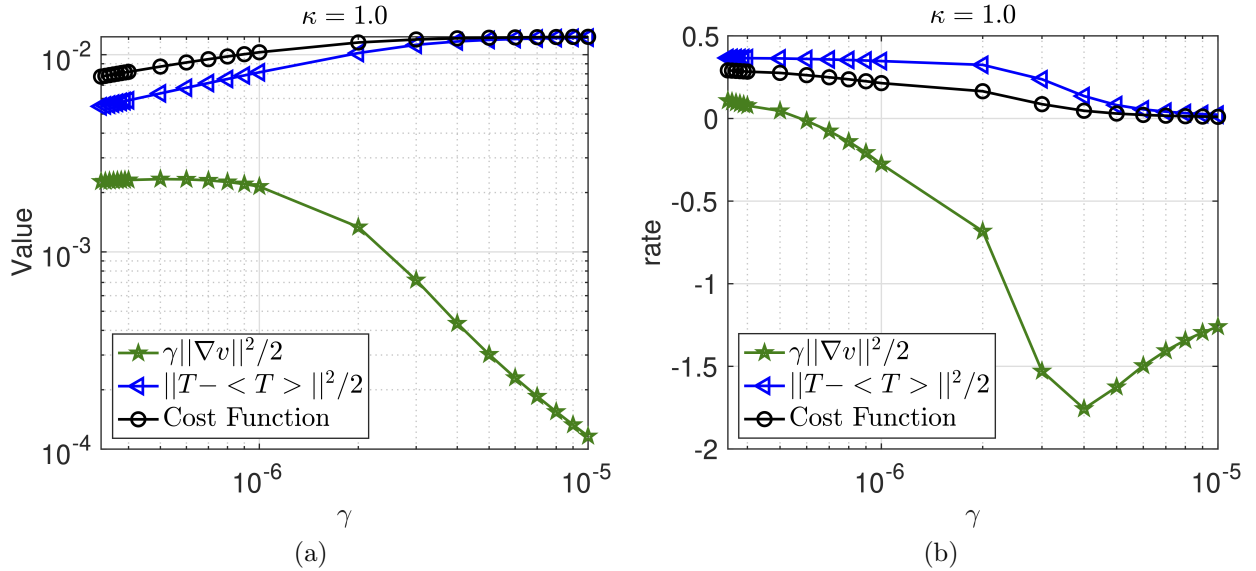 κ = 1.0
10^-2
10^-3
10^-4
Value
γ||∇v||²/2
||T− < T > ||²/2
Cost Function
10^-6
10^-5
γ
(a)
κ = 1.0
0.5
0
-0.5
-1
-1.5
-2
rate
γ||∇v||²/2
||T− < T > ||²/2
Cost Function
10^-6
10^-5
γ
(b)